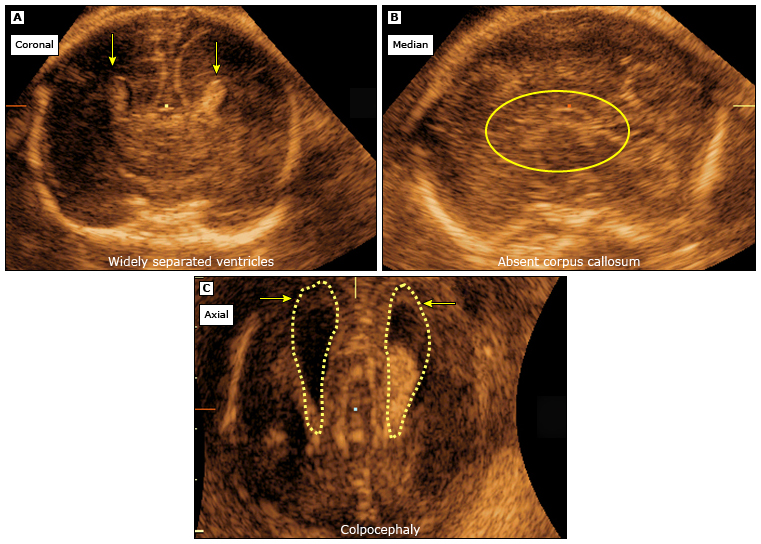 A
Coronal
Widely separated ventricles
B
Median
Absent corpus callosum
C
Axial
Colpocephaly